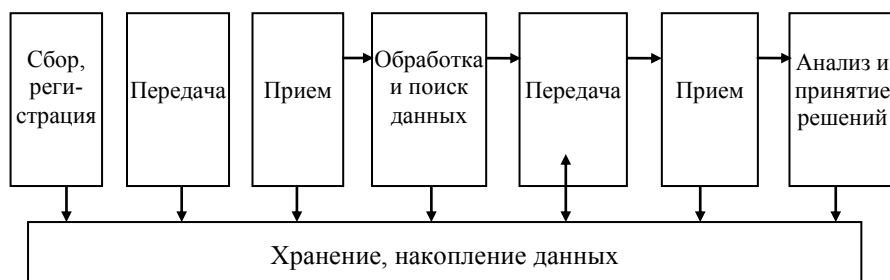 Сбор,
реги-
страция
Передача
Прием
Обработка
и поиск
данных
Передача
Прием
Анализ и
принятие
решений
Хранение, накопление данных